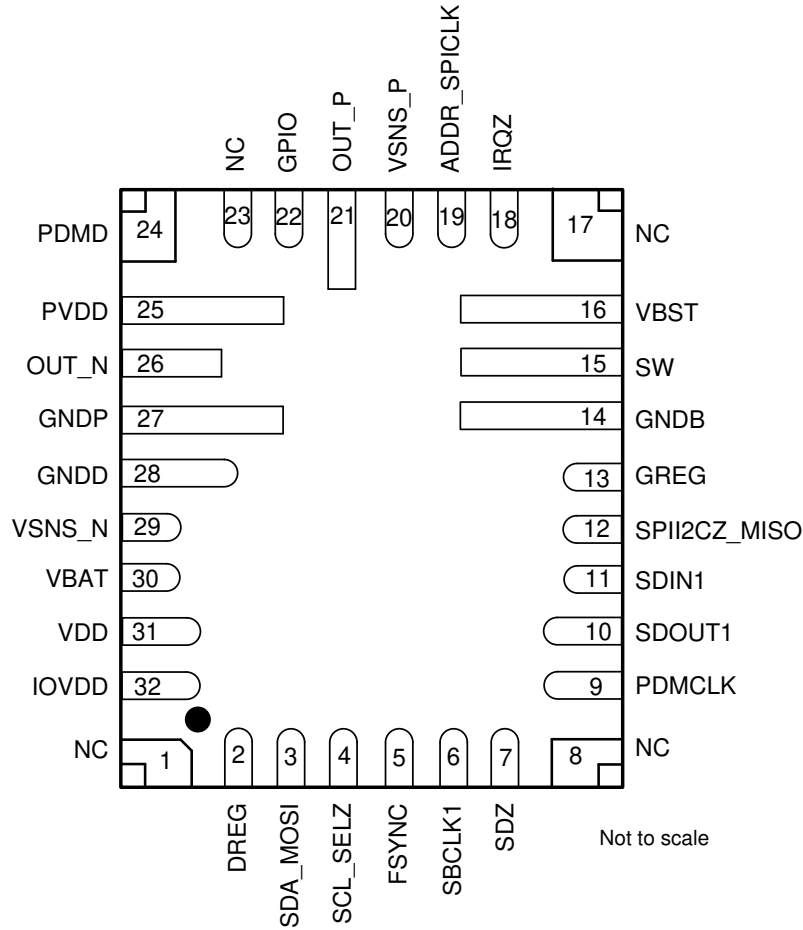 NC
GPIO
OUT_P
VSNS_P
ADDR_SPICLK
IRQZ
23
22
21
20
19
18
PDMD 24
17 NC
PVDD 25
16 VBST
OUT_N 26
15 SW
GNDP 27
14 GNDB
GNDD 28
13 GREG
VSNS_N 29
12 SPII2CZ_MISO
VBAT 30
11 SDIN1
VDD 31
10 SDOUT1
IOVDD 32
9 PDMCLK
NC 1
8 NC
2
3
4
5
6
7
DREG
SDA_MOSI
SCL_SELZ
FSYNC
SBCLK1
SDZ
Not to scale